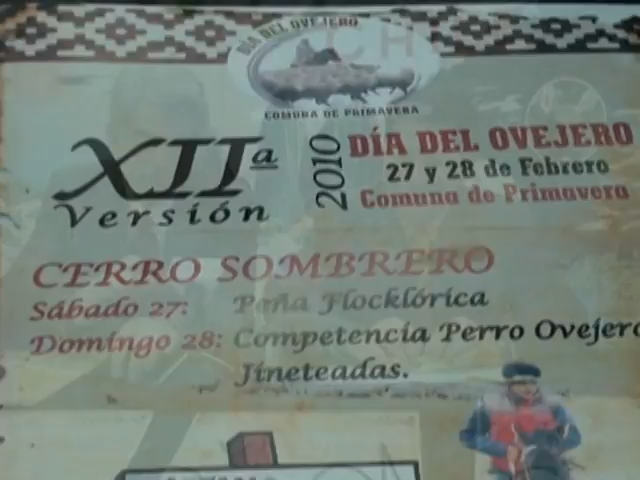 DIA DEL OVEJERO
COMUNA DE PRIMAVERA
XIIª
Versión
2010
DÍA DEL OVEJERO
27 y 28 de Febrero
Comuna de Primavera
CERRO SOMBRERO
Sábado 27: Peña Flocklórica
Domingo 28: Competencia Perro Ovejero
Jineteadas.